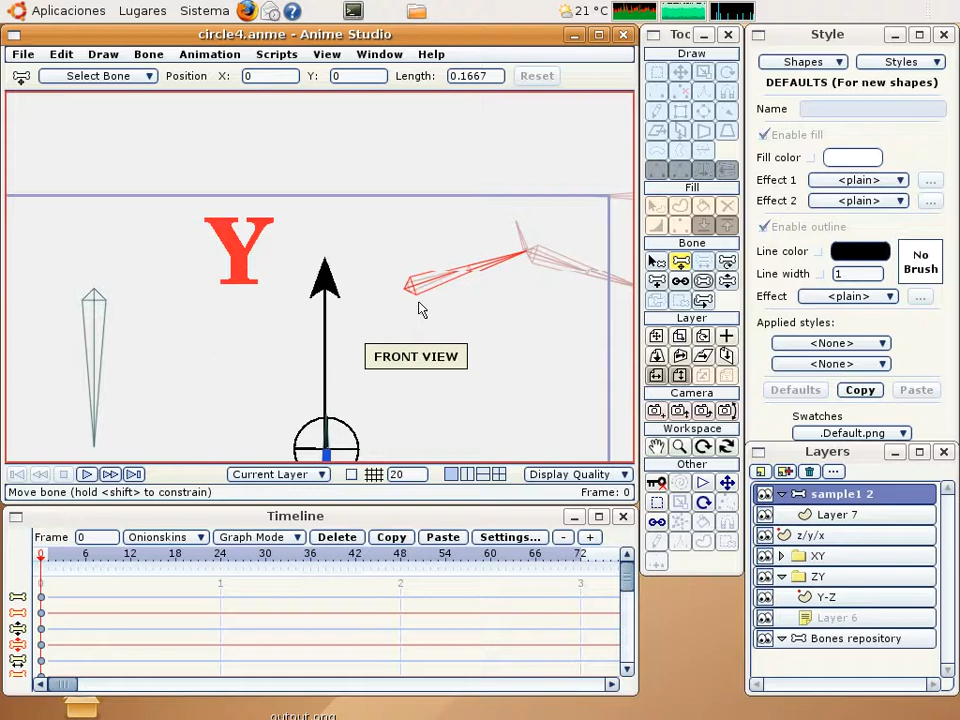 Aplicaciones Lugares Sistema 21 °C
circle4.anme - Anime Studio
File Edit Draw Bone Animation Scripts View Window Help
Select Bone Position X: 0 Y: 0 Length: 0.1667 Reset
Y
FRONT VIEW
Current Layer 20 Display Quality
Move bone (hold <shift> to constrain) Frame: 0
Timeline
Frame 0 Onionskins Graph Mode Delete Copy Paste Settings... - +
0 6 12 18 24 30 36 42 48 54 60 66 72
0 1 2 3
Toc
Draw
Fill
Bone
Layer
Camera
Workspace
Other
Style
Shapes Styles
DEFAULTS (For new shapes)
Name
Enable fill
Fill color
Effect 1 <plain> ...
Effect 2 <plain> ...
Enable outline
Line color
Line width 1
No Brush
Effect <plain> ...
Applied styles:
<None>
<None>
Defaults Copy Paste
Swatches
.Default.png
Layers
...
sample1 2
Layer 7
z/y/x
XY
ZY
Y-Z
Layer 6
Bones repository